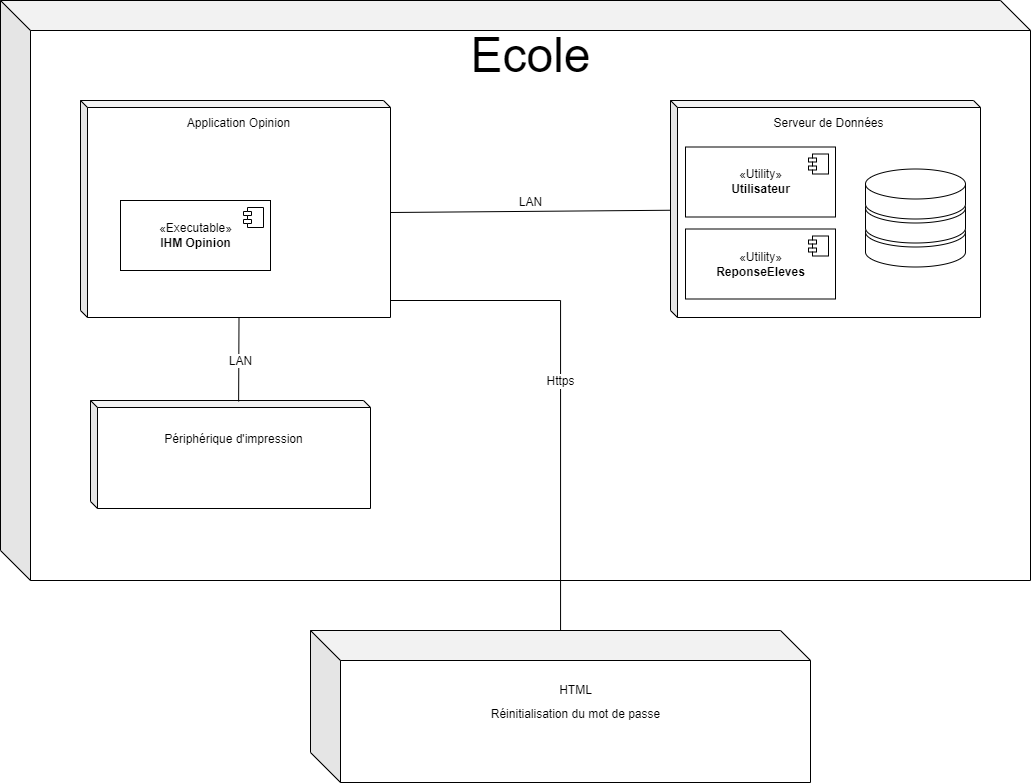 Ecole
Application Opinion
Serveur de Données
«Utility»
Utilisateur
LAN
«Executable»
IHM Opinion
«Utility»
ReponseEleves
LAN
Https
Périphérique d'impression
HTML
Réinitialisation du mot de passe